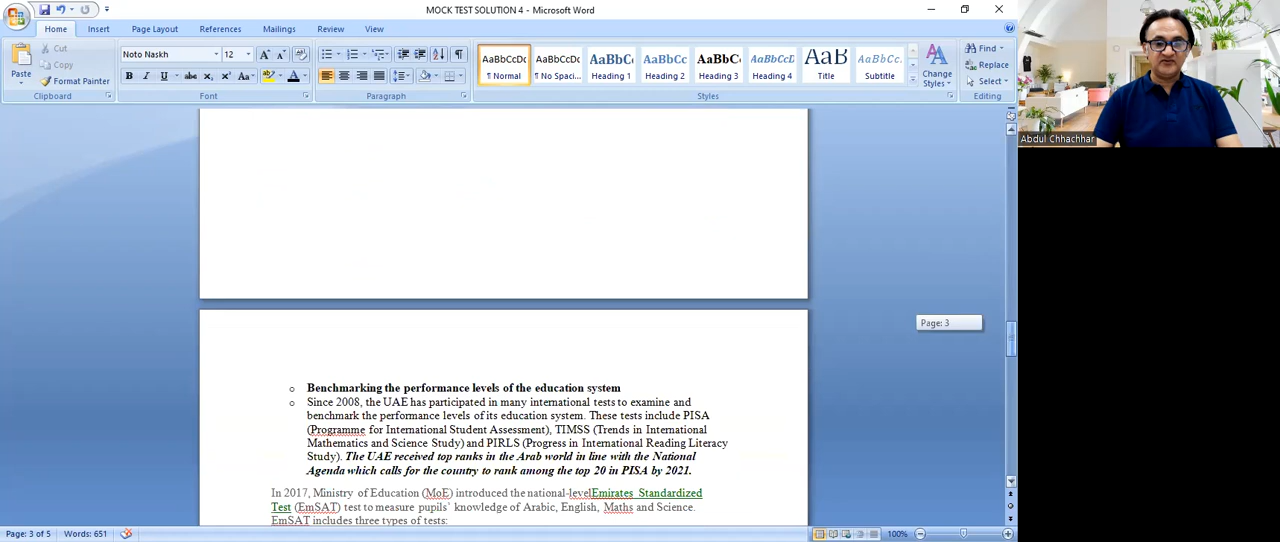 MOCK TEST SOLUTION 4 - Microsoft Word
Home Insert Page Layout References Mailings Review View
Paste
Cut
Copy
Format Painter
Clipboard
Noto Naskh 12
Font
Paragraph
AaBbCcDc
¶ Normal
AaBbCcDc
¶ No Spaci...
AaBbC
Heading 1
AaBbCc
Heading 2
AaBbCc
Heading 3
AaBbCcD
Heading 4
AaB
Title
AaBbCc.
Subtitle
Change
Styles
Styles
Find
Replace
Select
Editing
Abdul Chhachhar
Page: 3
Benchmarking the performance levels of the education system
Since 2008, the UAE has participated in many international tests to examine and
benchmark the performance levels of its education system. These tests include PISA
(Programme for International Student Assessment), TIMSS (Trends in International
Mathematics and Science Study) and PIRLS (Progress in International Reading Literacy
Study). The UAE received top ranks in the Arab world in line with the National
Agenda which calls for the country to rank among the top 20 in PISA by 2021.
In 2017, Ministry of Education (MoE) introduced the national-levelEmirates Standardized
Test (EmSAT) test to measure pupils` knowledge of Arabic, English, Maths and Science.
EmSAT includes three types of tests:
Page: 3 of 5 Words: 651 100%